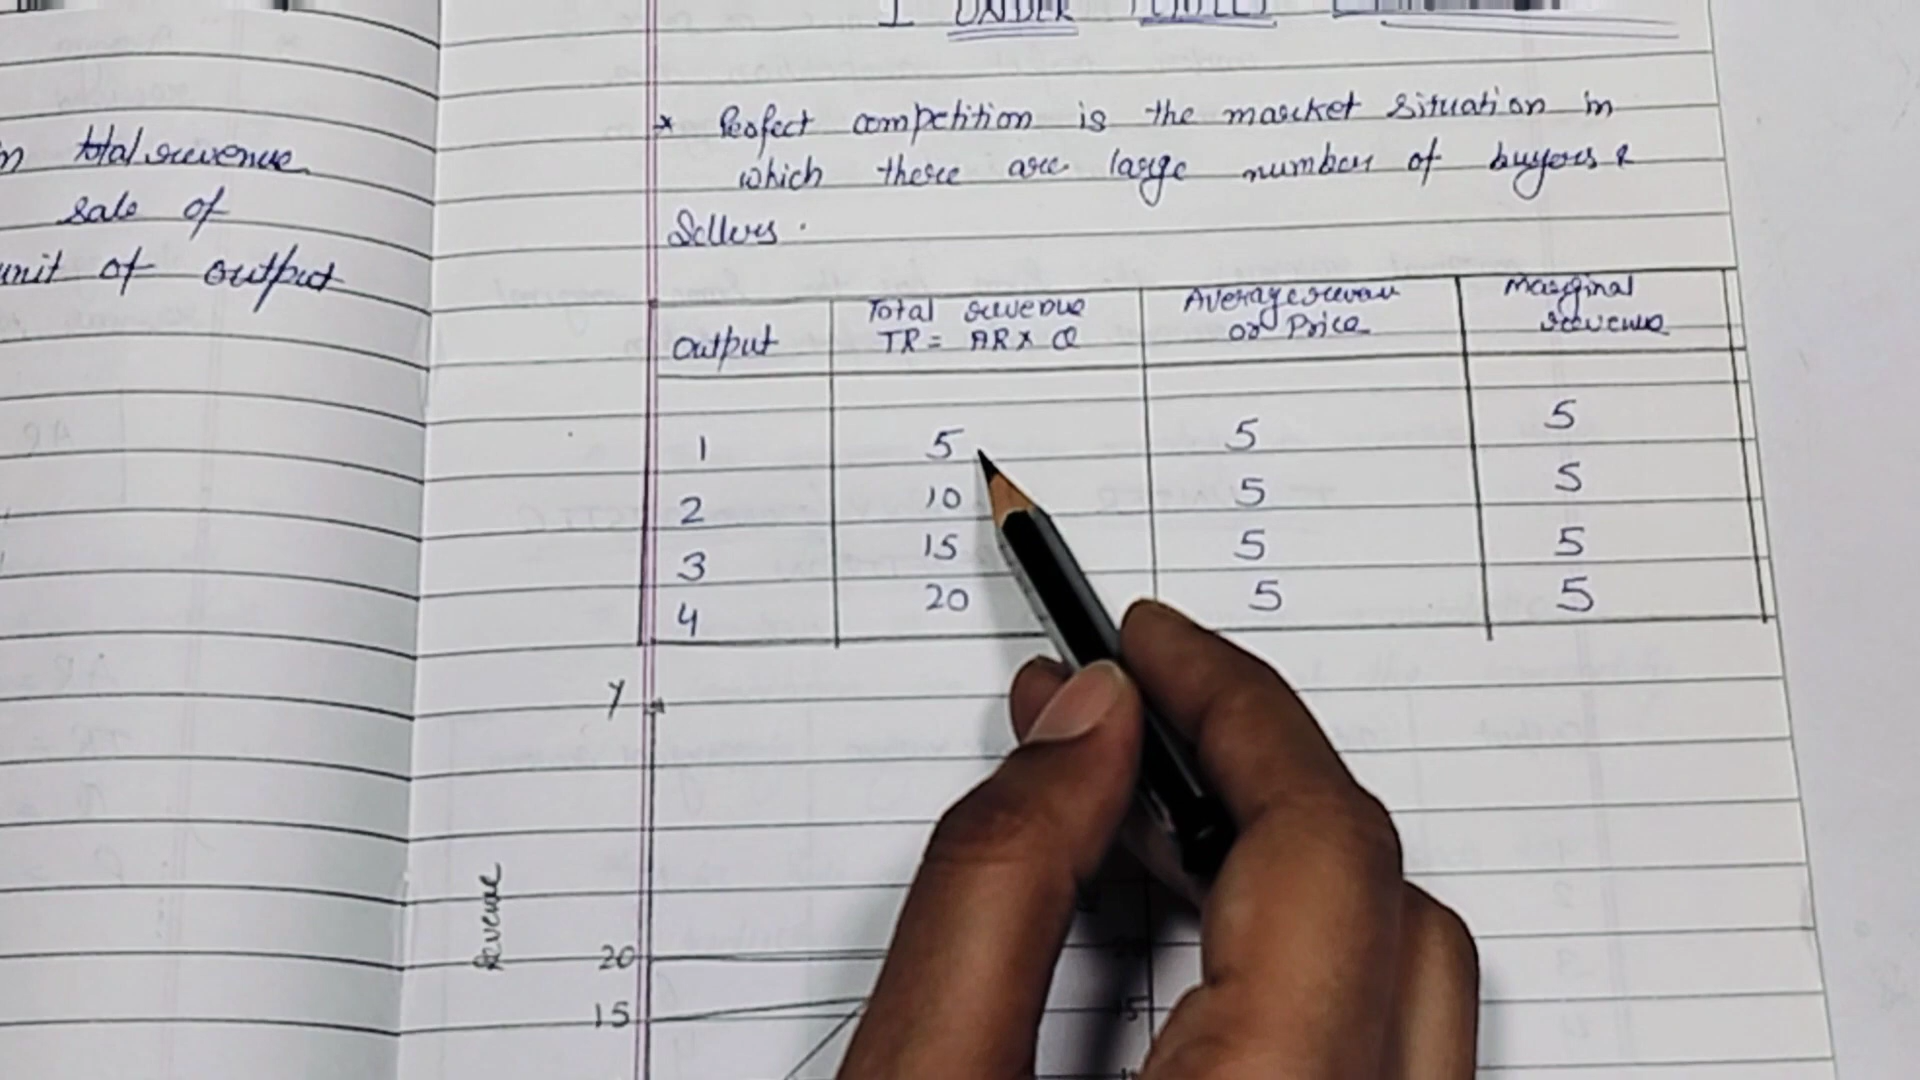 n total revenue
sale of
unit of output
I UNDER
* Perfect competition is the market situation in
which there are large number of buyers &
Sellers.
Output | Total revenue TR = AR x Q | Average revenue or Price | Marginal revenue
1 5 5 5
2 10 5 5
3 15 5 5
4 20 5 5
Y
Revenue
20
15
15